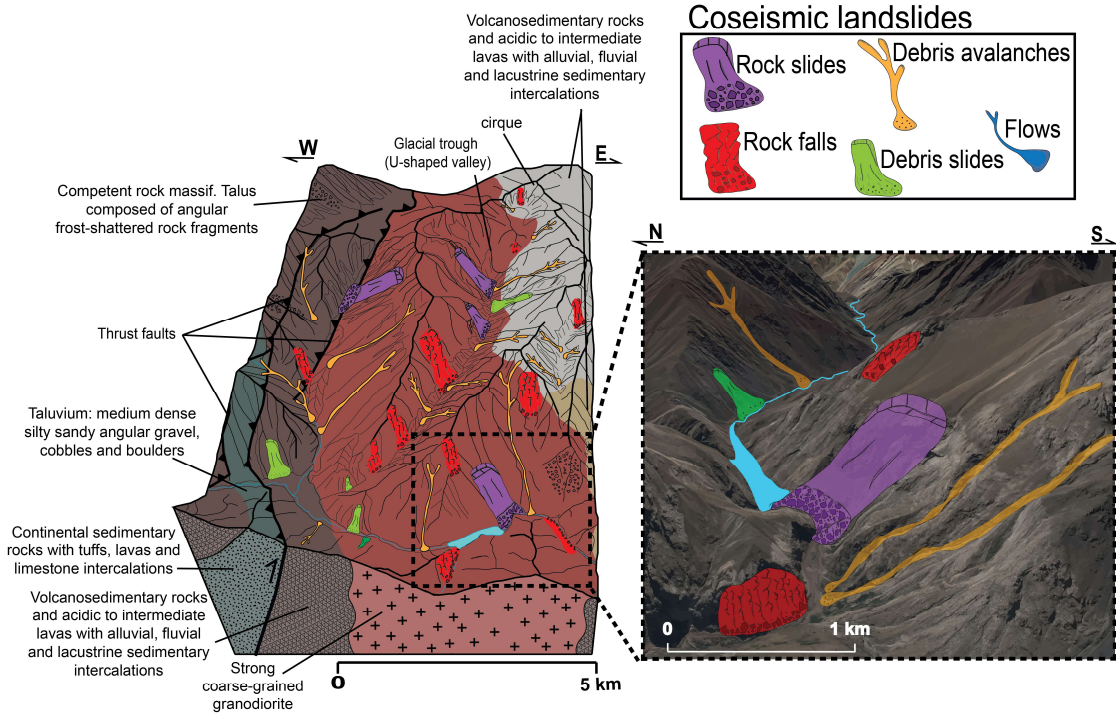 Coseismic landslides
Rock slides
Debris avalanches
Rock falls
Debris slides
Flows
Volcanosedimentary rocks
and acidic to intermediate
lavas with alluvial, fluvial
and lacustrine sedimentary
intercalations
cirque
Glacial trough
(U-shaped valley)
W
E
Competent rock massif. Talus
composed of angular
frost-shattered rock fragments
Thrust faults
Taluvium: medium dense
silty sandy angular gravel,
cobbles and boulders
Continental sedimentary
rocks with tuffs, lavas and
limestone intercalations
Volcanosedimentary rocks
and acidic to intermediate
lavas with alluvial, fluvial
and lacustrine sedimentary
intercalations
Strong
coarse-grained
granodiorite
0
5 km
N
S
0
1 km